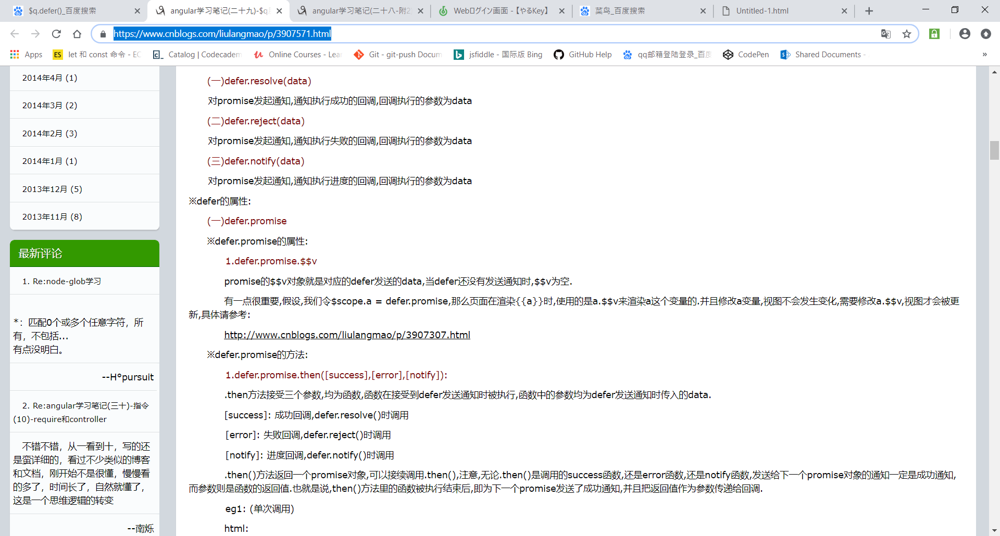 $q.defer()_百度搜索
angular学习笔记(二十九)-$q
angular学习笔记(二十八-附2
Webログイン画面 -【やるKey】
菜鸟_百度搜索
Untitled-1.html
https://www.cnblogs.com/liulangmao/p/3907571.html
Apps
ES
let 和 const 命令 - EC
Catalog | Codecadem
Online Courses - Lear
Git - git-push Docum
jsfiddle - 国际版 Bing
GitHub Help
qq邮箱登陆登录_百度
CodePen
Shared Documents -
»
2014年4月 (1)
2014年3月 (2)
2014年2月 (3)
2014年1月 (1)
2013年12月 (5)
2013年11月 (8)
最新评论
1. Re:node-glob学习
*：匹配0个或多个任意字符，所
有，不包括...
有点没明白。
--H°pursuit
2. Re:angular学习笔记(三十)-指令
(10)-require和controller
不错不错，从一看到十，写的还
是蛮详细的，看过不少类似的博客
和文档，刚开始不是很懂，慢慢看
的多了，时间长了，自然就懂了，
这是一个思维逻辑的转变
--南烁
(一)defer.resolve(data)
对promise发起通知,通知执行成功的回调,回调执行的参数为data
(二)defer.reject(data)
对promise发起通知,通知执行失败的回调,回调执行的参数为data
(三)defer.notify(data)
对promise发起通知,通知执行进度的回调,回调执行的参数为data
※defer的属性:
(一)defer.promise
※defer.promise的属性:
1.defer.promise.$$v
promise的$$v对象就是对应的defer发送的data,当defer还没有发送通知时,$$v为空.
有一点很重要,假设,我们令$scope.a = defer.promise,那么页面在渲染{{a}}时,使用的是a.$$v来渲染a这个变量的.并且修改a变量,视图不会发生变化,需要修改a.$$v,视图才会被更
新,具体请参考:
http://www.cnblogs.com/liulangmao/p/3907307.html
※defer.promise的方法:
1.defer.promise.then([success],[error],[notify]):
.then方法接受三个参数,均为函数,函数在接受到defer发送通知时被执行,函数中的参数均为defer发送通知时传入的data.
[success]: 成功回调,defer.resolve()时调用
[error]: 失败回调,defer.reject()时调用
[notify]: 进度回调,defer.notify()时调用
.then()方法返回一个promise对象,可以接续调用.then(),注意,无论.then()是调用的success函数,还是error函数,还是notify函数,发送给下一个promise对象的通知一定是成功通知,
而参数则是函数的返回值.也就是说,then()方法里的函数被执行结束后,即为下一个promise发送了成功通知,并且把返回值作为参数传递给回调.
eg1: (单次调用)
html: